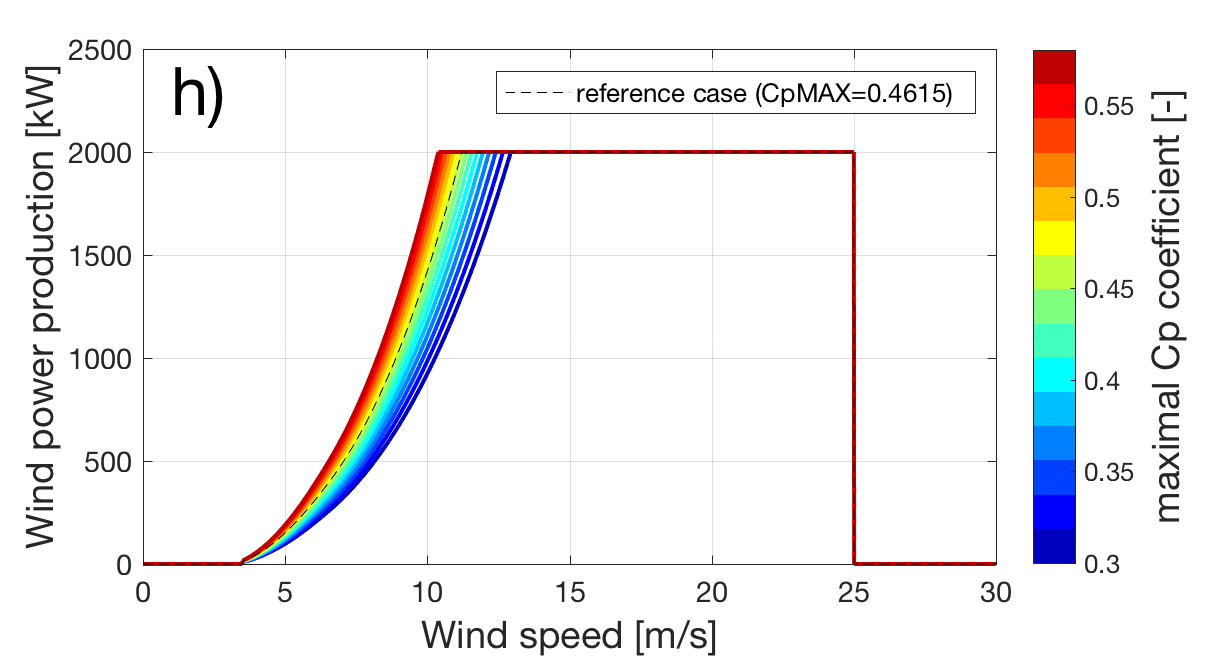 h)
reference case (CpMAX=0.4615)
Wind power production [kW]
2500
2000
1500
1000
500
0
0 5 10 15 20 25 30
Wind speed [m/s]
0.55
0.5
0.45
0.4
0.35
0.3
maximal Cp coefficient [-]